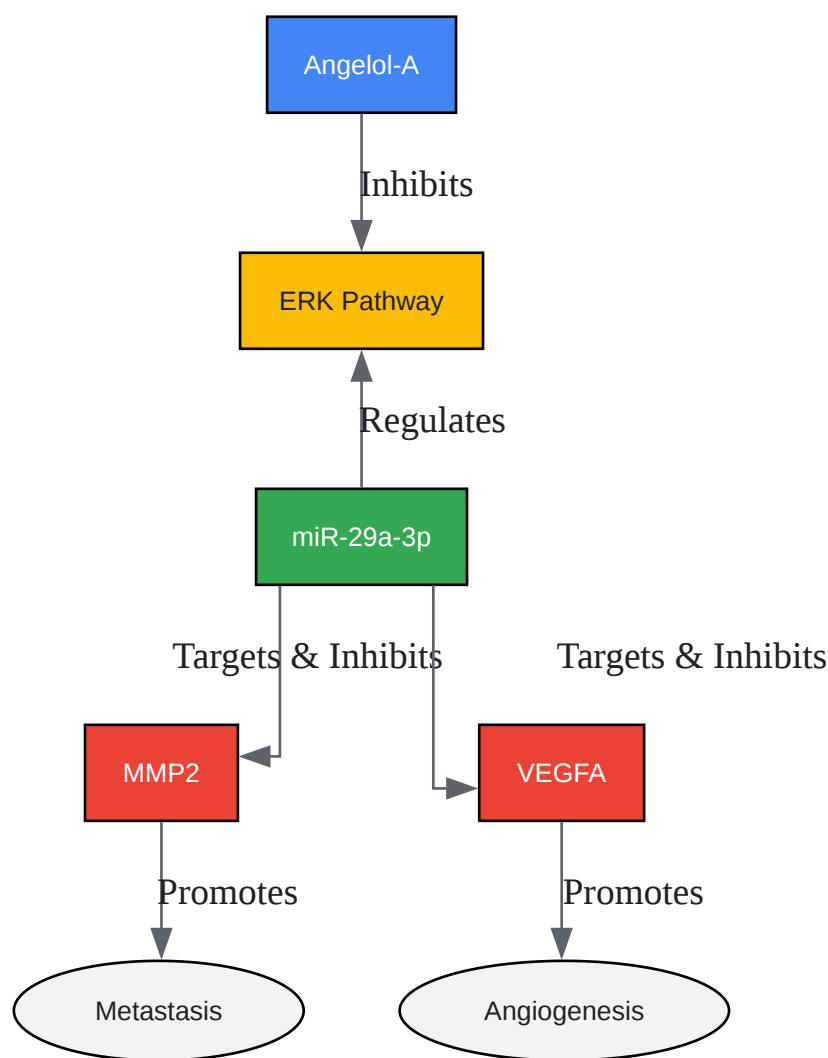 Angelol-A
Inhibits
ERK Pathway
Regulates
miR-29a-3p
Targets & Inhibits
Targets & Inhibits
MMP2
VEGFA
Promotes
Promotes
Metastasis
Angiogenesis